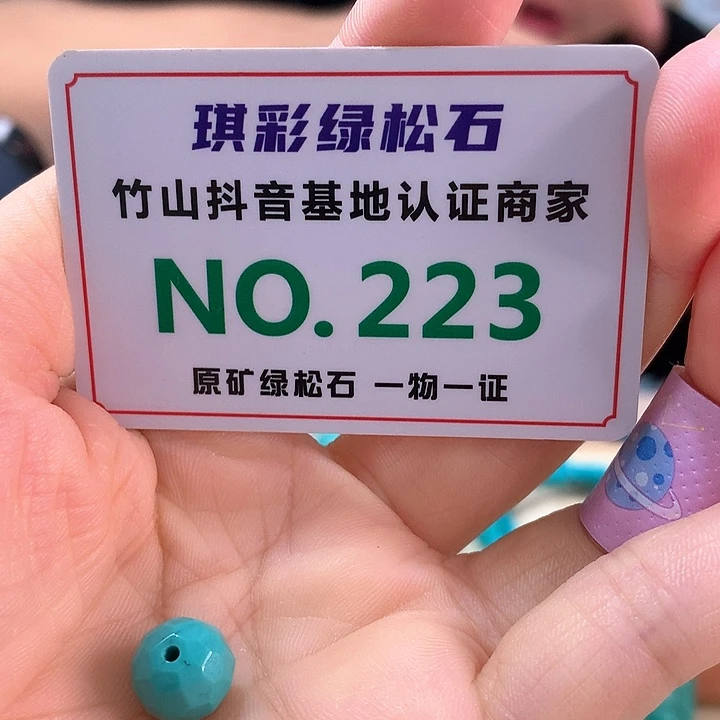 琪彩绿松石
竹山抖音基地认证商家
NO. 223
原矿绿松石 一物一证